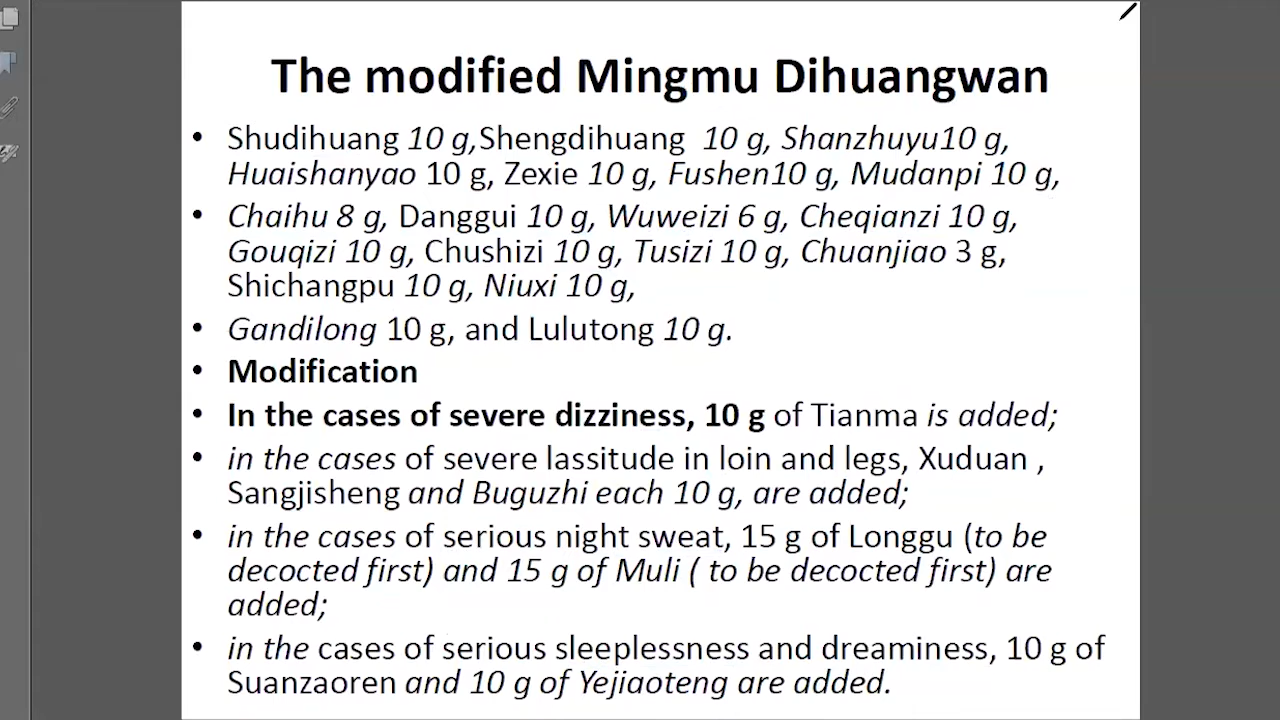 The modified Mingmu Dihuangwan
• Shudihuang 10 g,Shengdihuang 10 g, Shanzhuyu10 g,
Huaishanyao 10 g, Zexie 10 g, Fushen10 g, Mudanpi 10 g,
• Chaihu 8 g, Danggui 10 g, Wuweizi 6 g, Cheqianzi 10 g,
Gouqizi 10 g, Chushizi 10 g, Tusizi 10 g, Chuanjiao 3 g,
Shichangpu 10 g, Niuxi 10 g,
• Gandilong 10 g, and Lulutong 10 g.
• Modification
• In the cases of severe dizziness, 10 g of Tianma is added;
• in the cases of severe lassitude in loin and legs, Xuduan ,
Sangjisheng and Buguzhi each 10 g, are added;
• in the cases of serious night sweat, 15 g of Longgu (to be
decocted first) and 15 g of Muli ( to be decocted first) are
added;
• in the cases of serious sleeplessness and dreaminess, 10 g of
Suanzaoren and 10 g of Yejiaoteng are added.